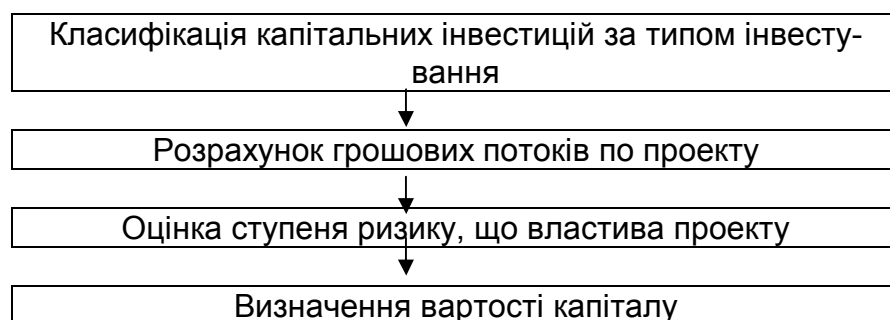 Класифікація капітальних інвестицій за типом інвесту-
вання
Розрахунок грошових потоків по проекту
Оцінка ступеня ризику, що властива проекту
Визначення вартості капіталу